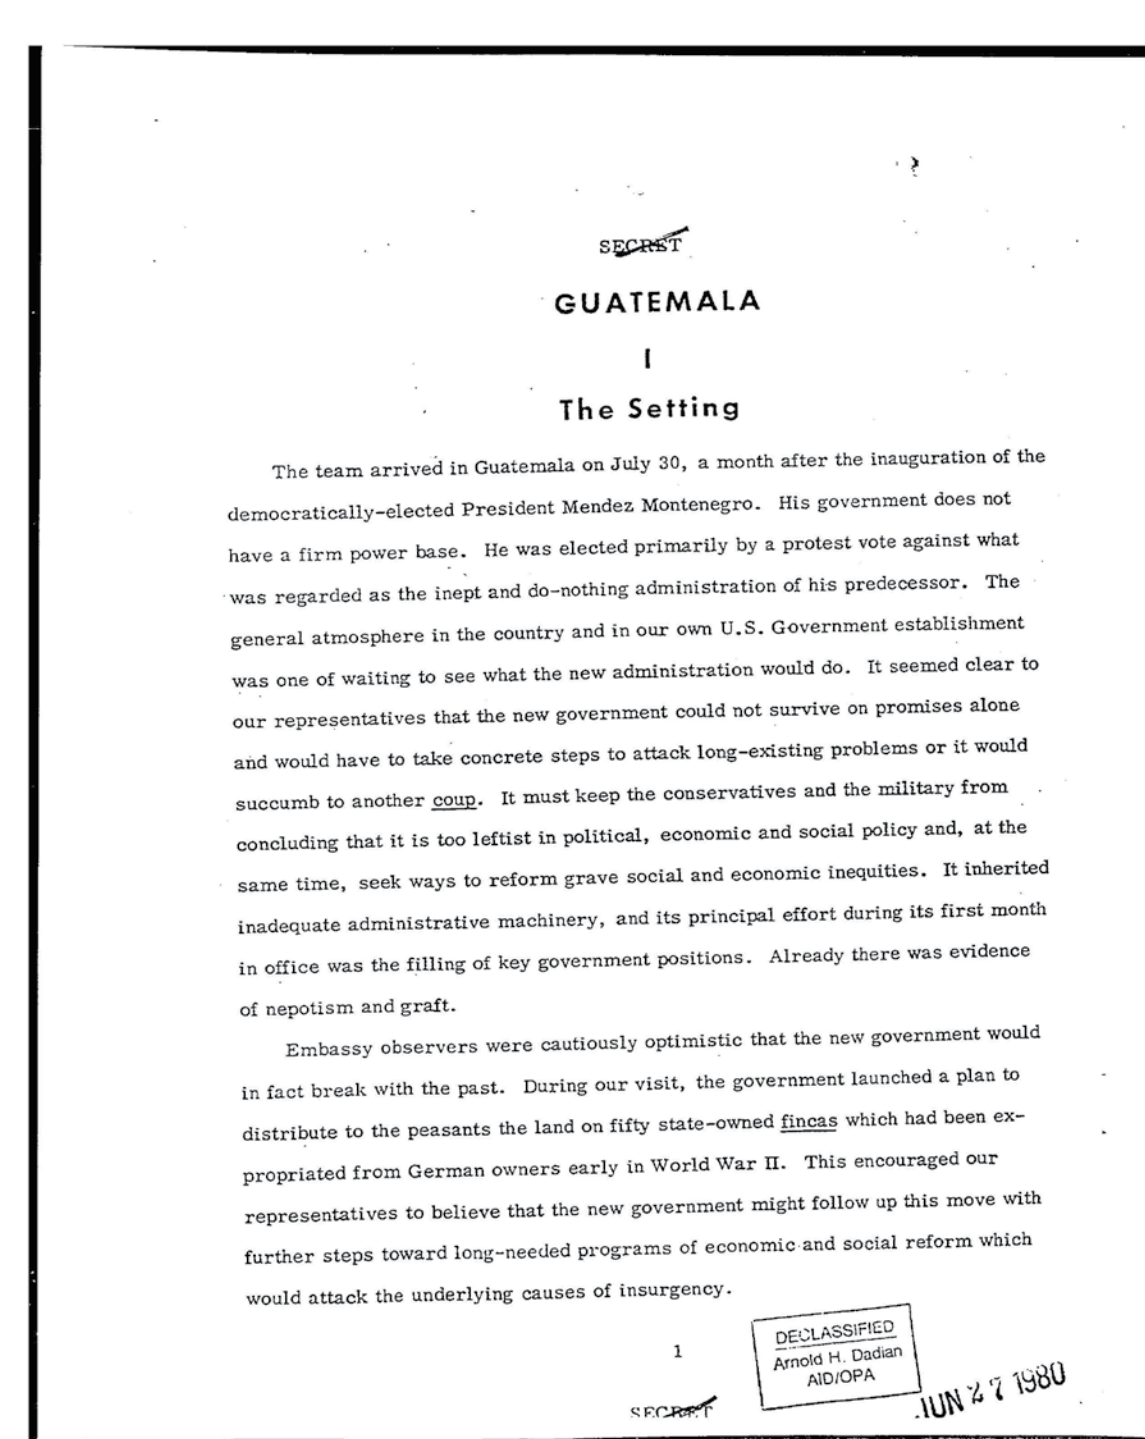 SECRET
GUATEMALA
I
The Setting
The team arrived in Guatemala on July 30, a month after the inauguration of the
democratically-elected President Mendez Montenegro. His government does not
have a firm power base. He was elected primarily by a protest vote against what
was regarded as the inept and do-nothing administration of his predecessor. The
general atmosphere in the country and in our own U.S. Government establishment
was one of waiting to see what the new administration would do. It seemed clear to
our representatives that the new government could not survive on promises alone
and would have to take concrete steps to attack long-existing problems or it would
succumb to another coup. It must keep the conservatives and the military from
concluding that it is too leftist in political, economic and social policy and, at the
same time, seek ways to reform grave social and economic inequities. It inherited
inadequate administrative machinery, and its principal effort during its first month
in office was the filling of key government positions. Already there was evidence
of nepotism and graft.
Embassy observers were cautiously optimistic that the new government would
in fact break with the past. During our visit, the government launched a plan to
distribute to the peasants the land on fifty state-owned fincas which had been ex-
propriated from German owners early in World War II. This encouraged our
representatives to believe that the new government might follow up this move with
further steps toward long-needed programs of economic and social reform which
would attack the underlying causes of insurgency.
1
DECLASSIFIED
Arnold H. Dadian
AID/OPA
JUN 27 1980
SECRET